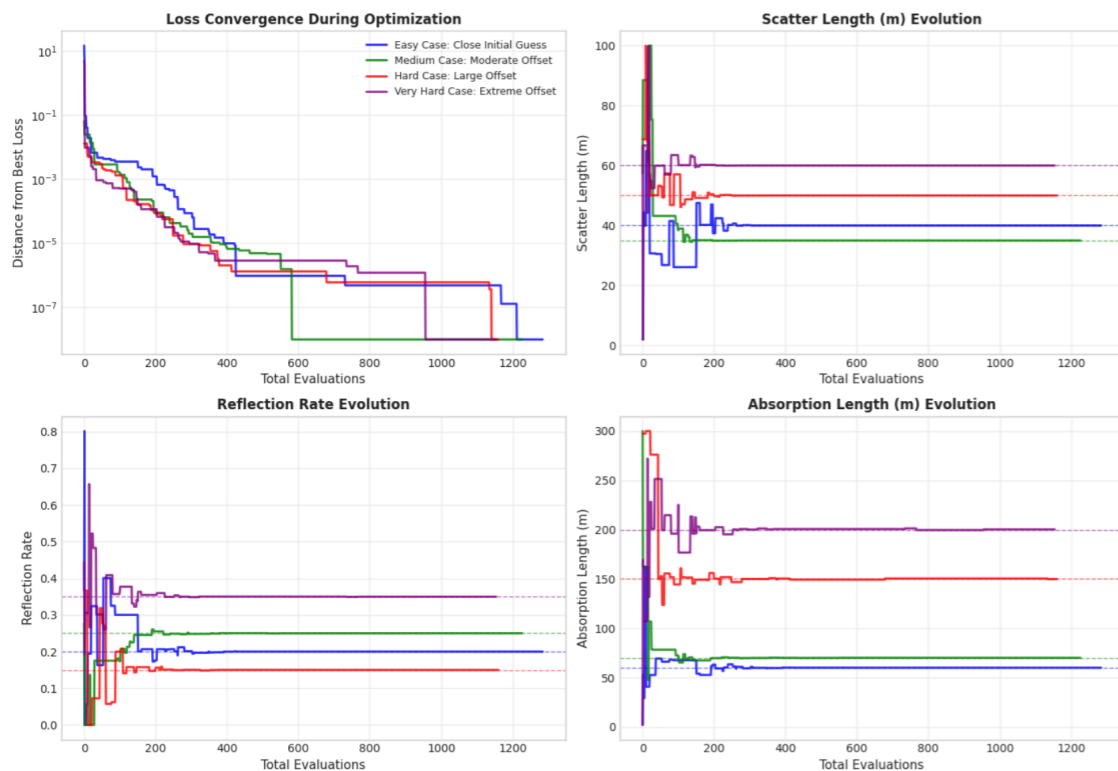 Loss Convergence During Optimization
Distance from Best Loss
10¹
10⁻¹
10⁻³
10⁻⁵
10⁻⁷
Easy Case: Close Initial Guess
Medium Case: Moderate Offset
Hard Case: Large Offset
Very Hard Case: Extreme Offset
0 200 400 600 800 1000 1200
Total Evaluations
Scatter Length (m) Evolution
Scatter Length (m)
100
80
60
40
20
0
0 200 400 600 800 1000 1200
Total Evaluations
Reflection Rate Evolution
Reflection Rate
0.8
0.7
0.6
0.5
0.4
0.3
0.2
0.1
0.0
0 200 400 600 800 1000 1200
Total Evaluations
Absorption Length (m) Evolution
Absorption Length (m)
300
250
200
150
100
50
0
0 200 400 600 800 1000 1200
Total Evaluations